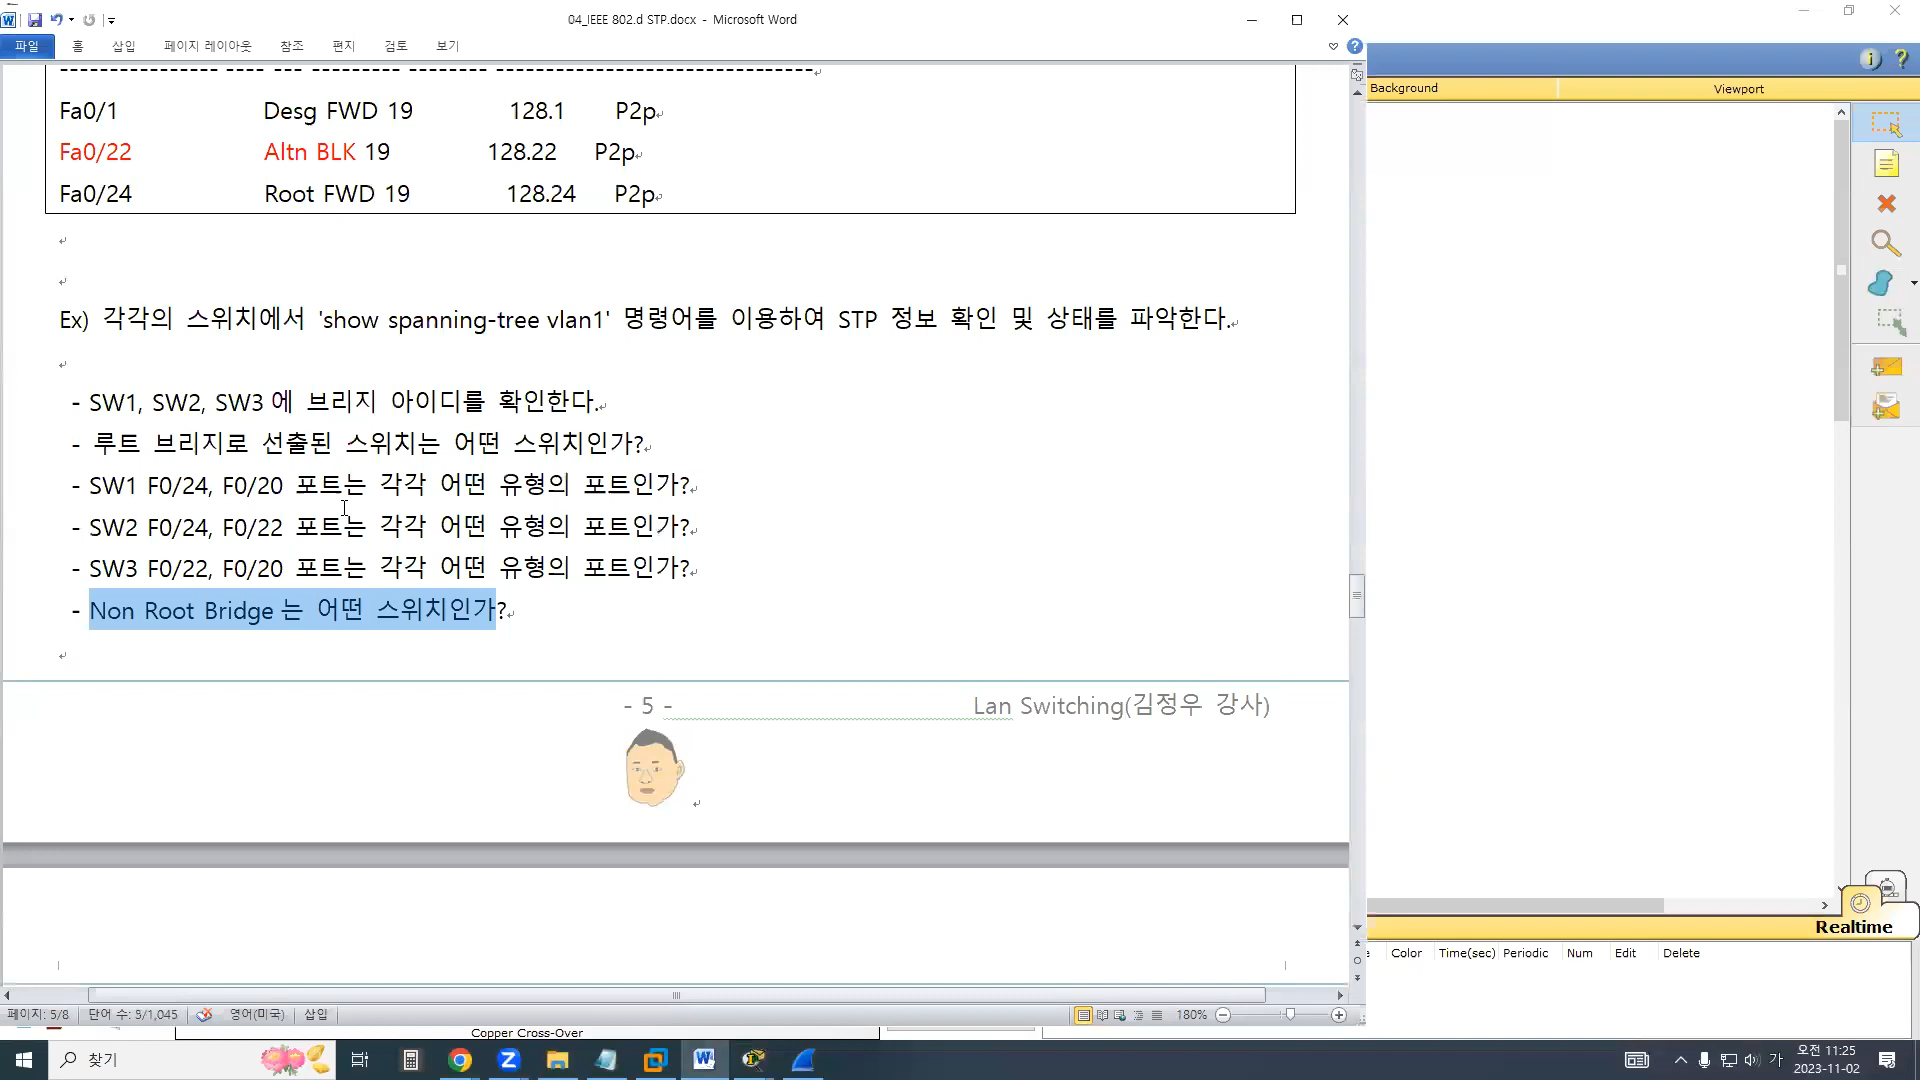 04_IEEE 802.d STP.docx - Microsoft Word
파일 홈 삽입 페이지 레이아웃 참조 편지 검토 보기
Background Viewport
Fa0/1 Desg FWD 19 128.1 P2p
Fa0/22 Altn BLK 19 128.22 P2p
Fa0/24 Root FWD 19 128.24 P2p
Ex) 각각의 스위치에서 'show spanning-tree vlan1' 명령어를 이용하여 STP 정보 확인 및 상태를 파악한다.
- SW1, SW2, SW3에 브리지 아이디를 확인한다.
- 루트 브리지로 선출된 스위치는 어떤 스위치인가?
- SW1 F0/24, F0/20 포트는 각각 어떤 유형의 포트인가?
- SW2 F0/24, F0/22 포트는 각각 어떤 유형의 포트인가?
- SW3 F0/22, F0/20 포트는 각각 어떤 유형의 포트인가?
- Non Root Bridge는 어떤 스위치인가?
- 5 - Lan Switching(김정우 강사)
Realtime
Color Time(sec) Periodic Num Edit Delete
페이지: 5/8 단어 수: 3/1,045 영어(미국) 삽입 180%
Copper Cross-Over
찾기 가 오전 11:25
2023-11-02